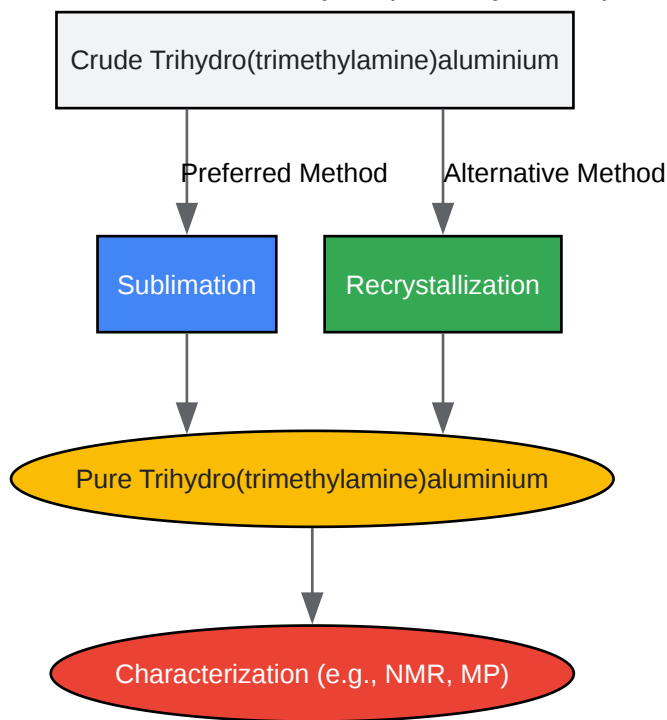 Crude Trihydro(trimethylamine)aluminium
Preferred Method
Alternative Method
Sublimation
Recrystallization
Pure Trihydro(trimethylamine)aluminium
Characterization (e.g., NMR, MP)